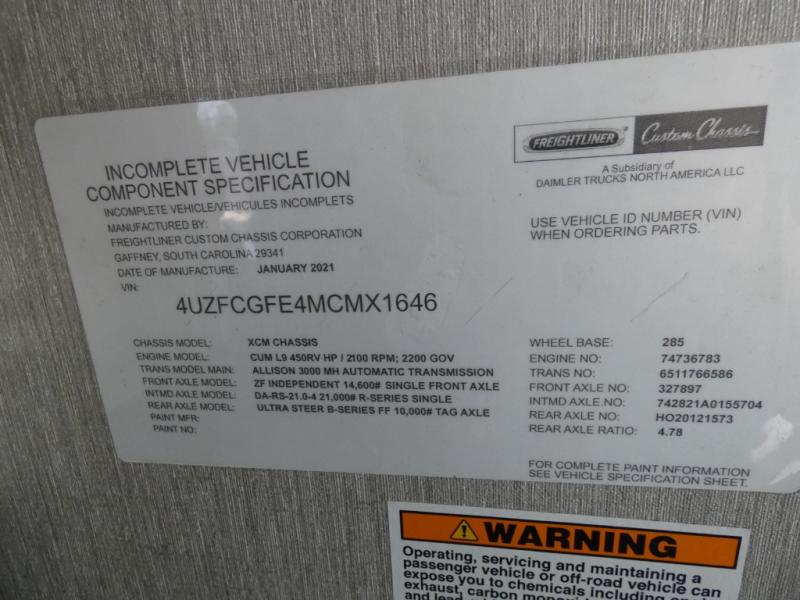 FREIGHTLINER Custom Chassis
A Subsidiary of
DAIMLER TRUCKS NORTH AMERICA LLC
INCOMPLETE VEHICLE
COMPONENT SPECIFICATION
INCOMPLETE VEHICLE/VEHICULES INCOMPLETS
MANUFACTURED BY:
FREIGHTLINER CUSTOM CHASSIS CORPORATION
GAFFNEY, SOUTH CAROLINA 29341
DATE OF MANUFACTURE: JANUARY 2021
VIN:
4UZFCGFE4MCMX1646
USE VEHICLE ID NUMBER (VIN)
WHEN ORDERING PARTS.
CHASSIS MODEL: XCM CHASSIS
ENGINE MODEL: CUM L9 450RV HP / 2100 RPM; 2200 GOV
TRANS MODEL MAIN: ALLISON 3000 MH AUTOMATIC TRANSMISSION
FRONT AXLE MODEL: ZF INDEPENDENT 14,600# SINGLE FRONT AXLE
INTMD AXLE MODEL: DA-RS-21.0-4 21,000# R-SERIES SINGLE
REAR AXLE MODEL: ULTRA STEER B-SERIES FF 10,000# TAG AXLE
PAINT MFR:
PAINT NO:
WHEEL BASE: 285
ENGINE NO: 74736783
TRANS NO: 6511766586
FRONT AXLE NO: 327897
INTMD AXLE.NO: 742821A0155704
REAR AXLE NO: HO20121573
REAR AXLE RATIO: 4.78
FOR COMPLETE PAINT INFORMATION
SEE VEHICLE SPECIFICATION SHEET.
WARNING
Operating, servicing and maintaining a
passenger vehicle or off-road vehicle can
expose you to chemicals including
exhaust, carbon
and lead,